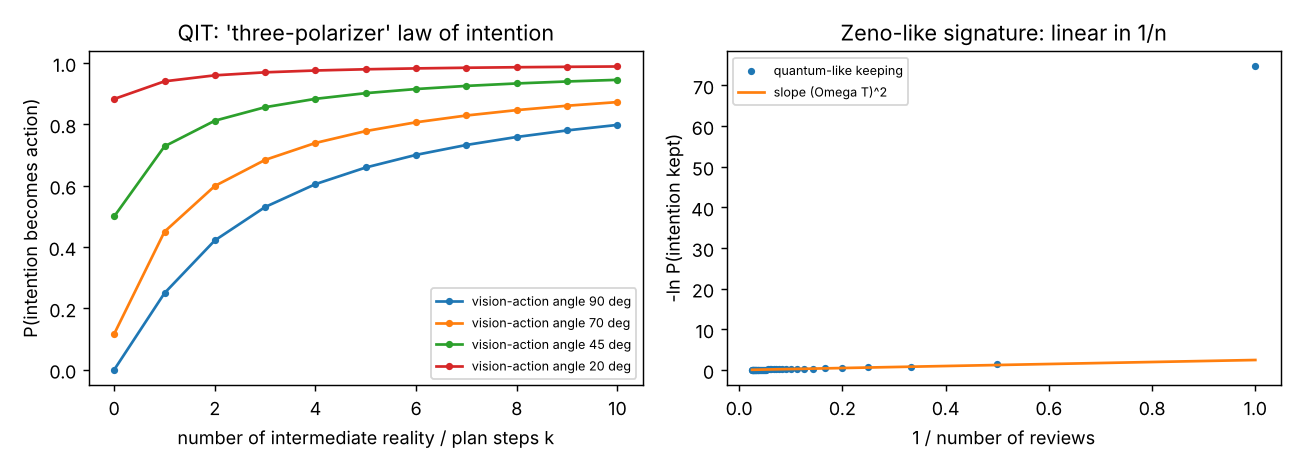 QIT: 'three-polarizer' law of intention
P(intention becomes action)
1.0
0.8
0.6
0.4
0.2
0.0
0
2
4
6
8
10
number of intermediate reality / plan steps k
vision-action angle 90 deg
vision-action angle 70 deg
vision-action angle 45 deg
vision-action angle 20 deg
Zeno-like signature: linear in 1/n
-ln P(intention kept)
70
60
50
40
30
20
10
0
0.0
0.2
0.4
0.6
0.8
1.0
1 / number of reviews
quantum-like keeping
slope (Omega T)^2